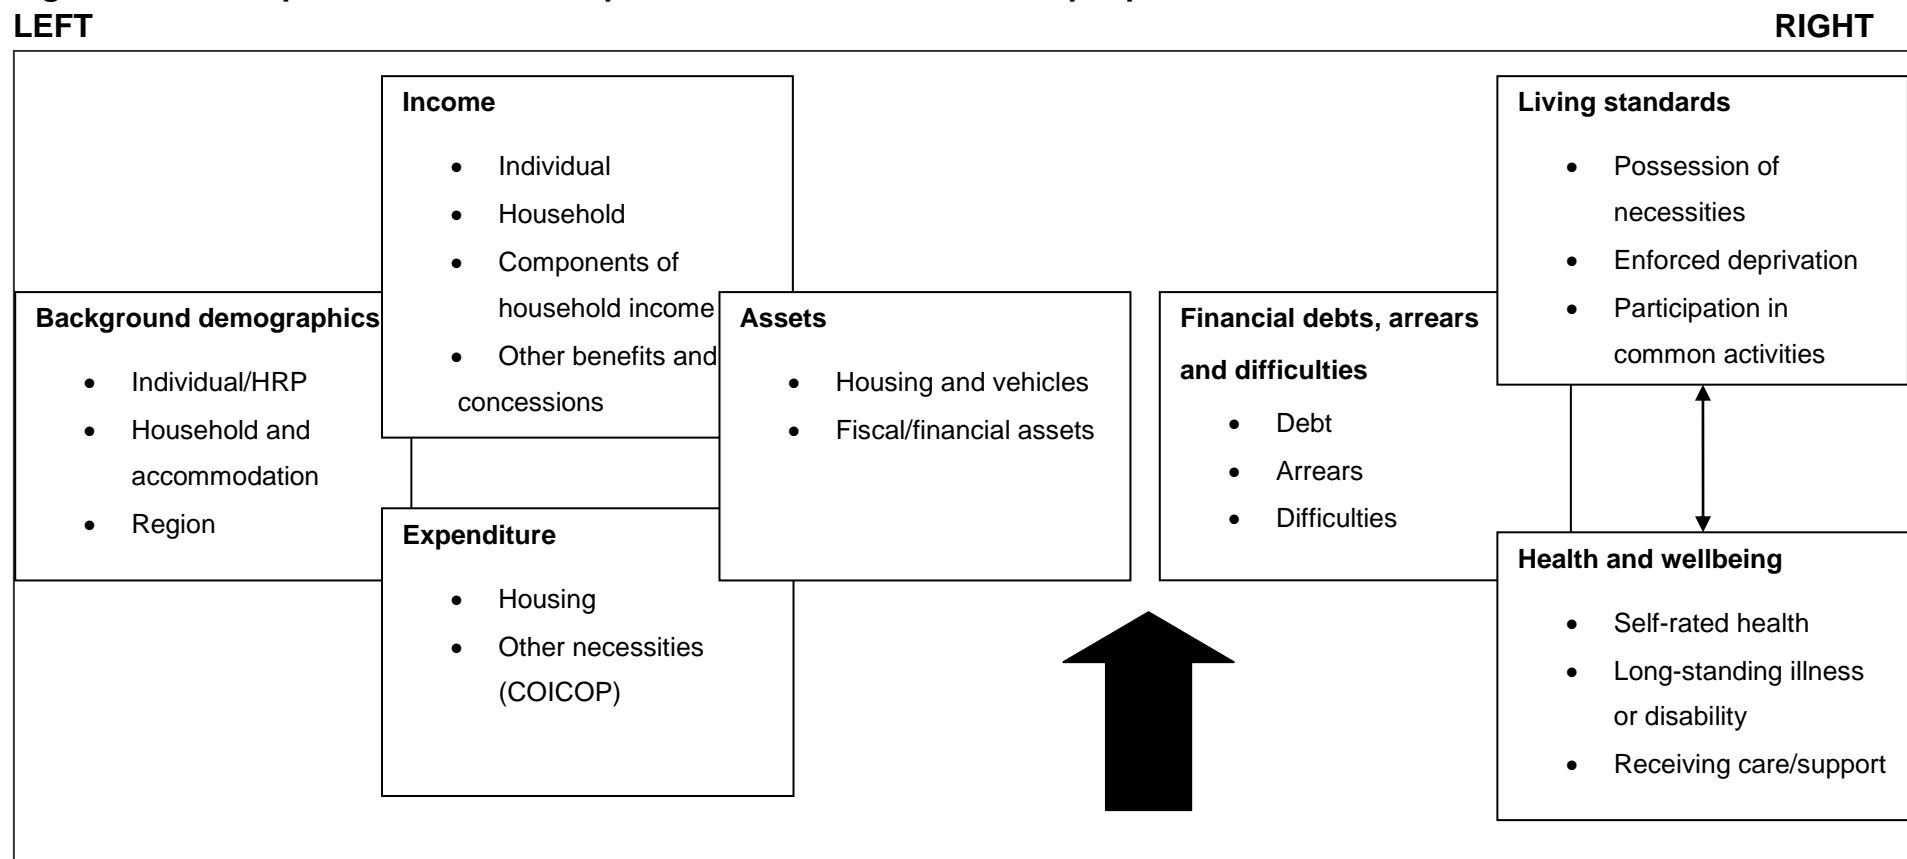 LEFT
RIGHT
Income
• Individual
• Household
• Components of
household income
• Other benefits and
concessions
Background demographics
• Individual/HRP
• Household and
accommodation
• Region
Expenditure
• Housing
• Other necessities
(COICOP)
Assets
• Housing and vehicles
• Fiscal/financial assets
Financial debts, arrears
and difficulties
• Debt
• Arrears
• Difficulties
Living standards
• Possession of
necessities
• Enforced deprivation
• Participation in
common activities
Health and wellbeing
• Self-rated health
• Long-standing illness
or disability
• Receiving care/support